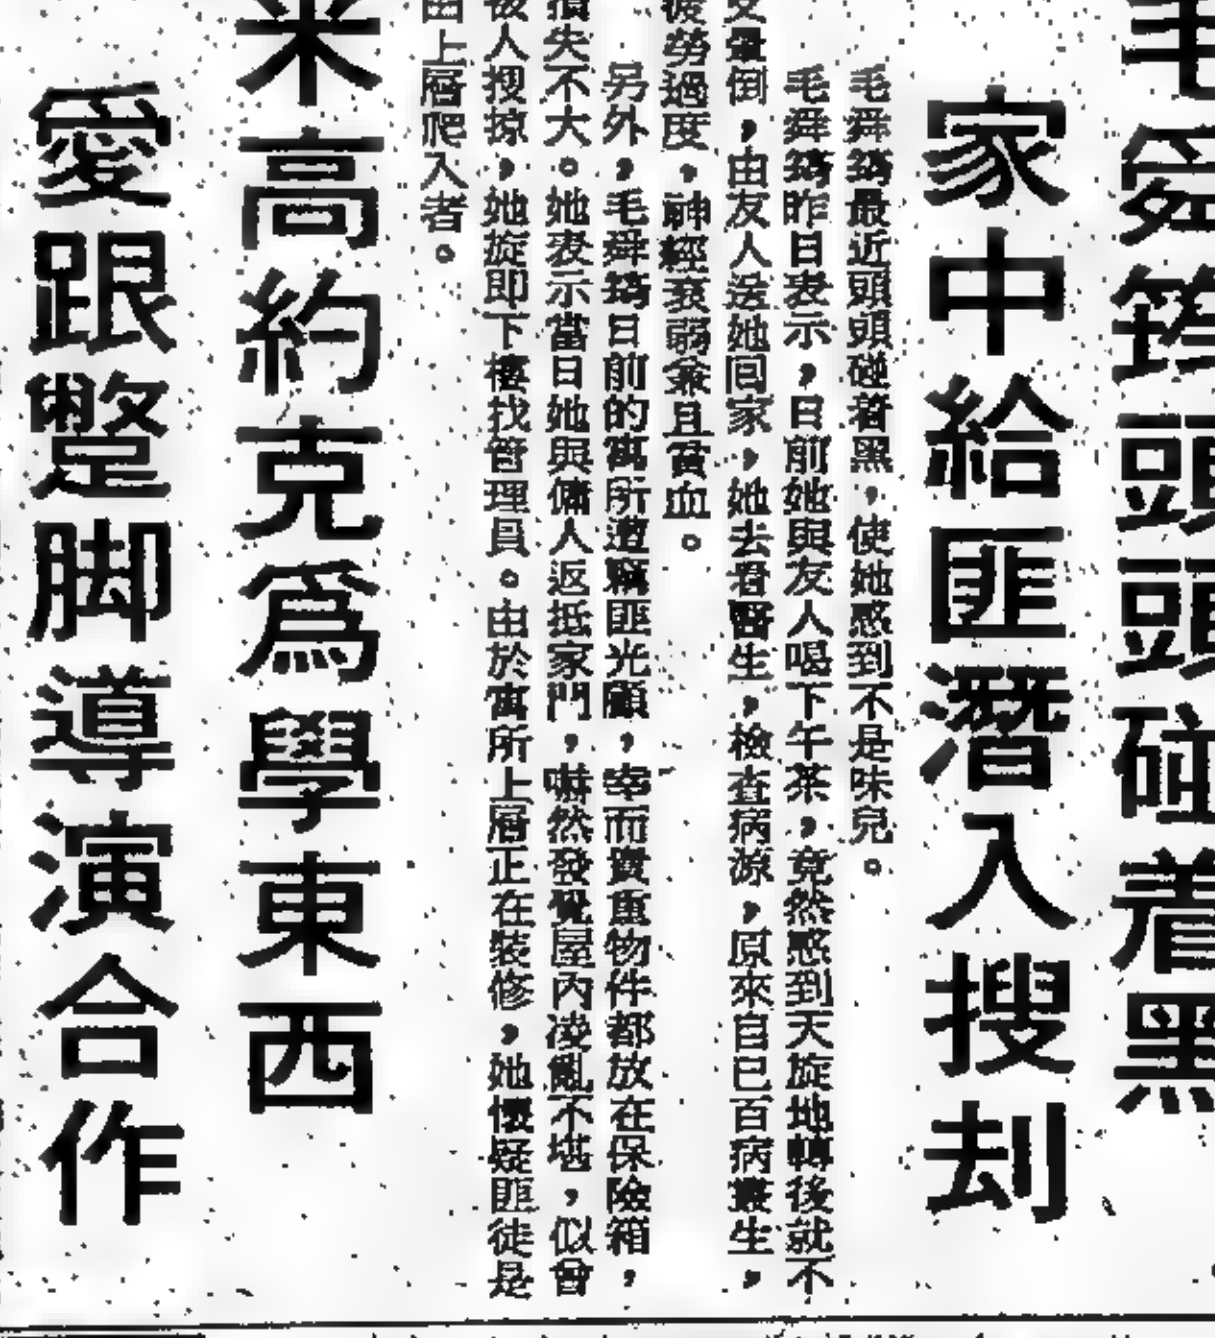 毛舜筠頭頭碰着黑
家中給匪潛入搜刦
毛舜筠最近頭頭碰着黑，使她感到不是味兒。
毛舜筠昨日表示，日前她與友人喝下午茶，竟然感到天旋地轉後就不
支暈倒，由友人送她回家，她去看醫生，檢查病源，原來自已百病叢生，
疲勞過度，神經衰弱兼且貧血。
另外，毛舜筠日前的寓所遭竊匪光顧，幸而貴重物件都放在保險箱，
損失不大。她表示當日她與傭人返抵家門，嚇然發覺屋內凌亂不堪，似曾
被人搜掠，她旋即下樓找管理員。由於寓所上層正在裝修，她懷疑匪徒是
由上層爬入者。
米高約克爲學東西
愛跟蹩脚導演合作